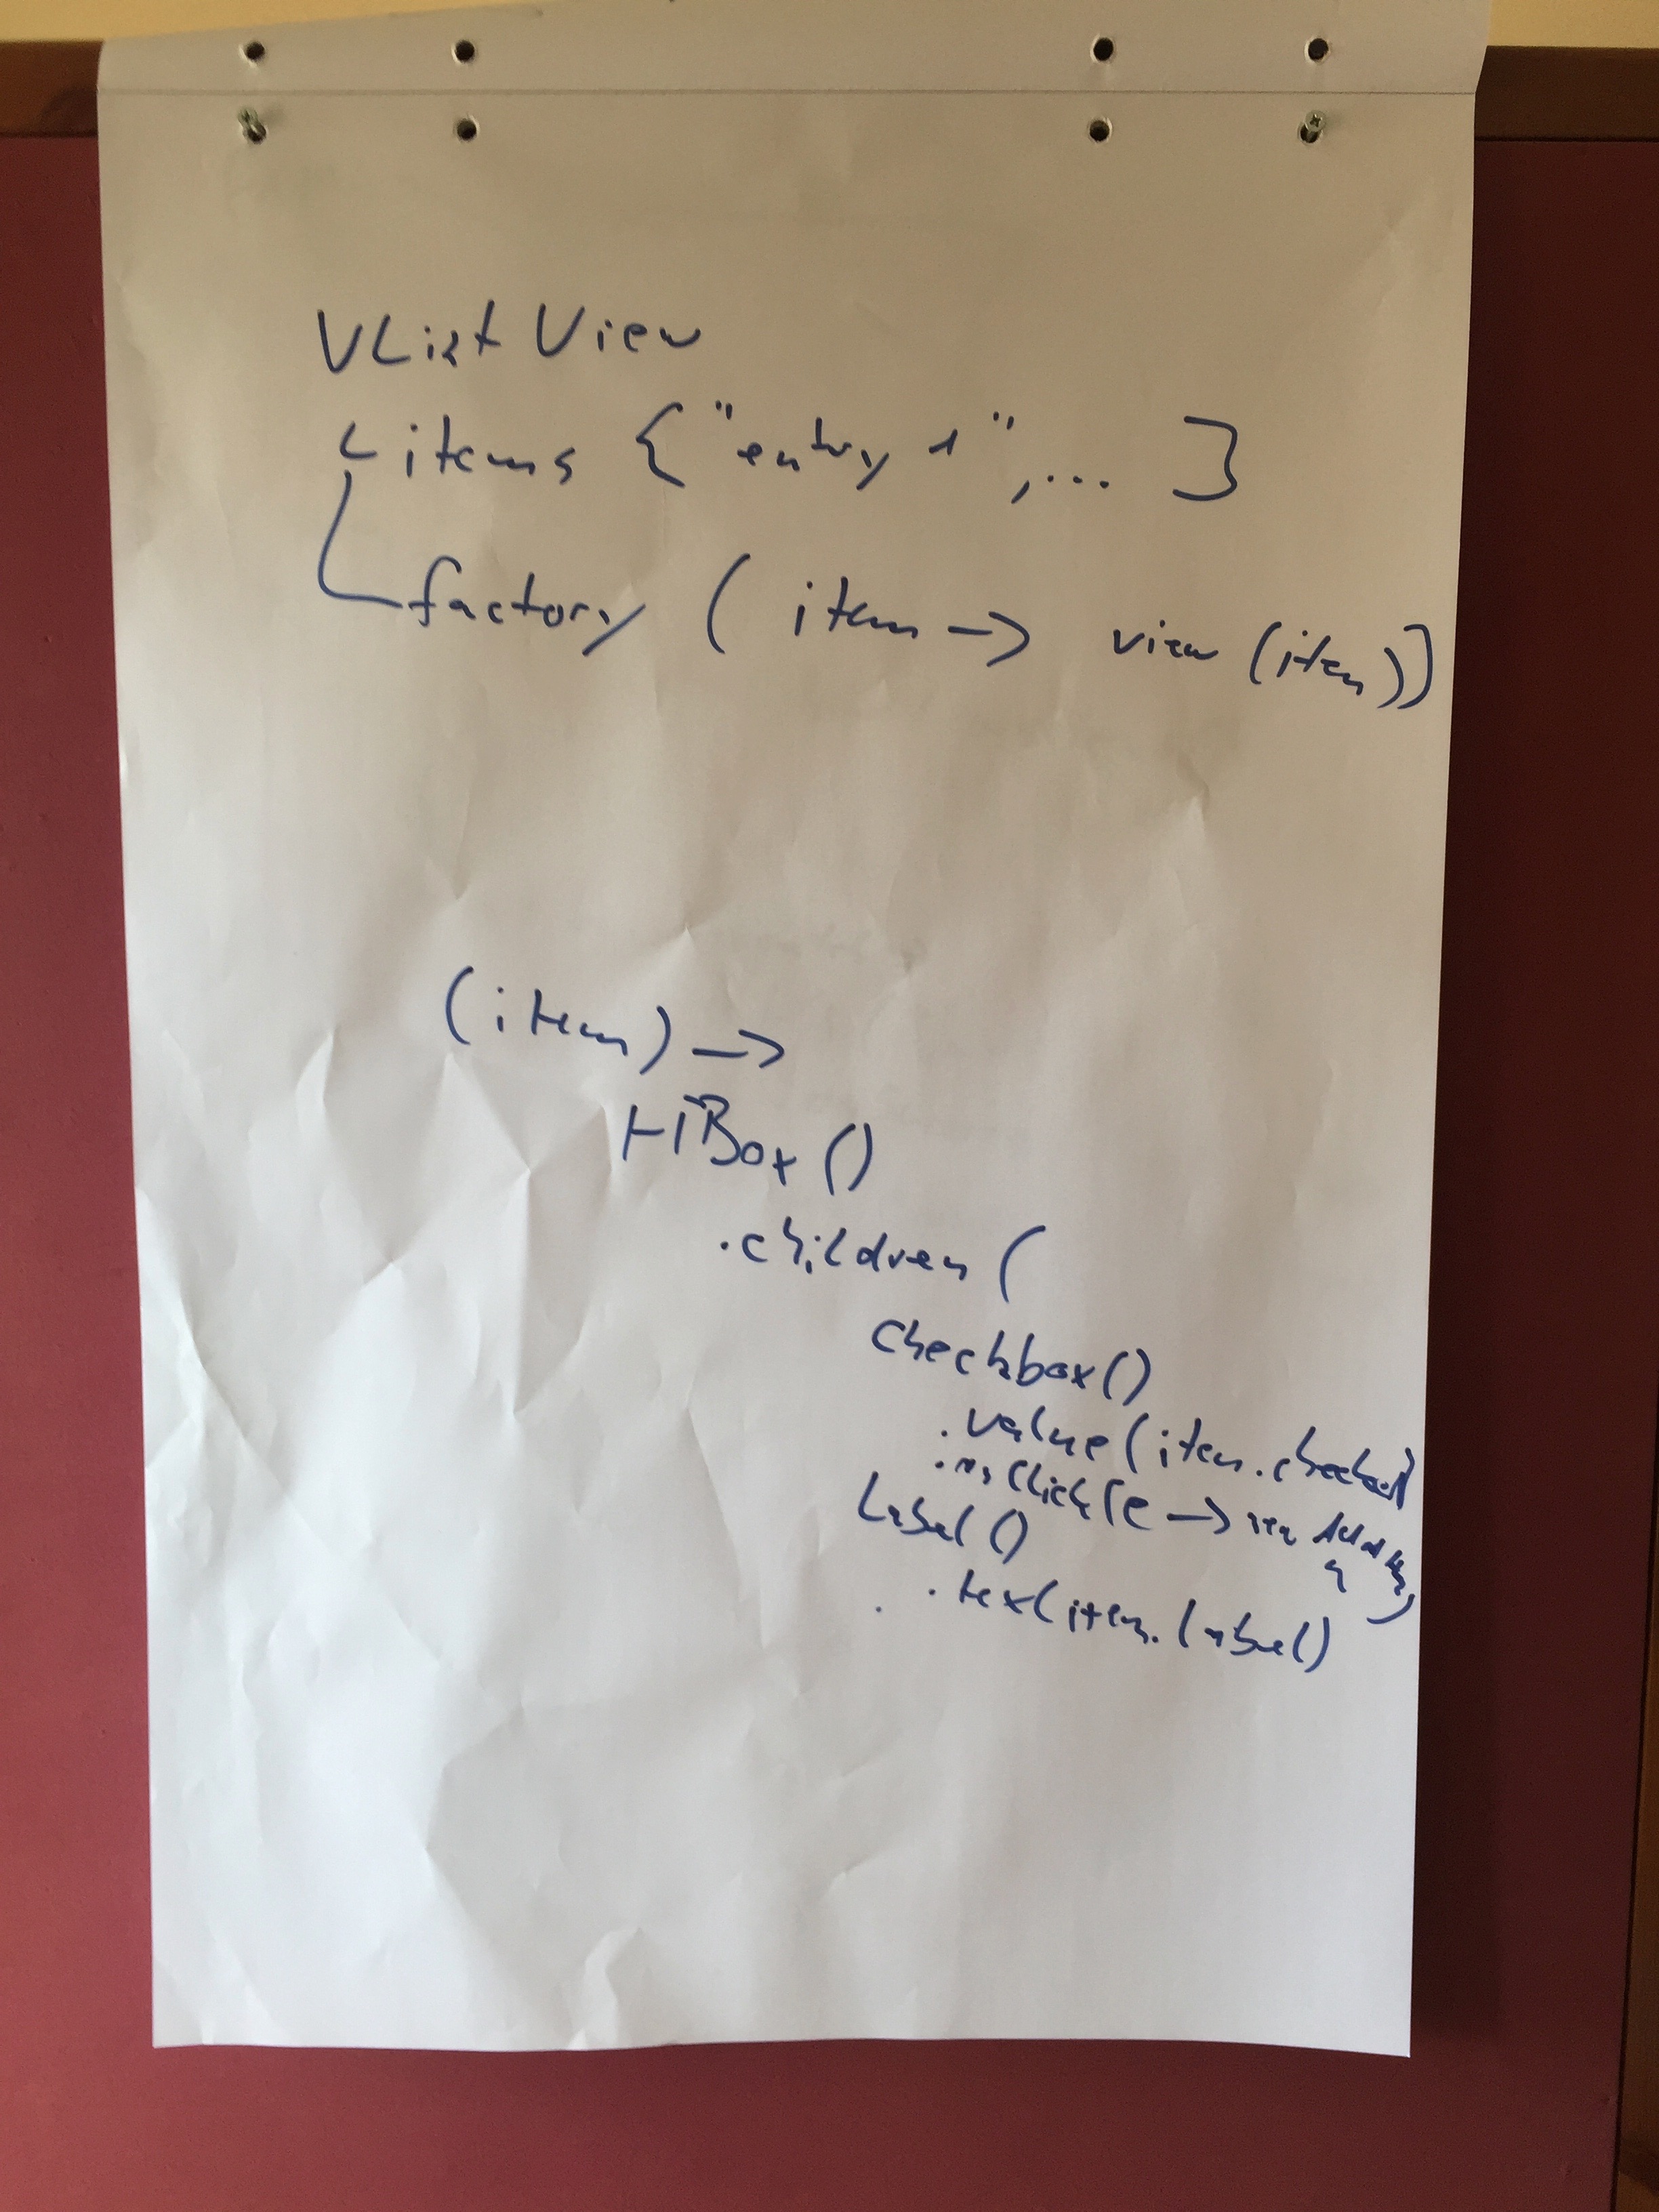 VListView
items { "entry 1", ... }
factory ( item -> view (item))
(item) ->
HBox ()
.children (
Checkbox()
.value (item.checked)
.onClick(e ->
Label ()
.text(item.label)